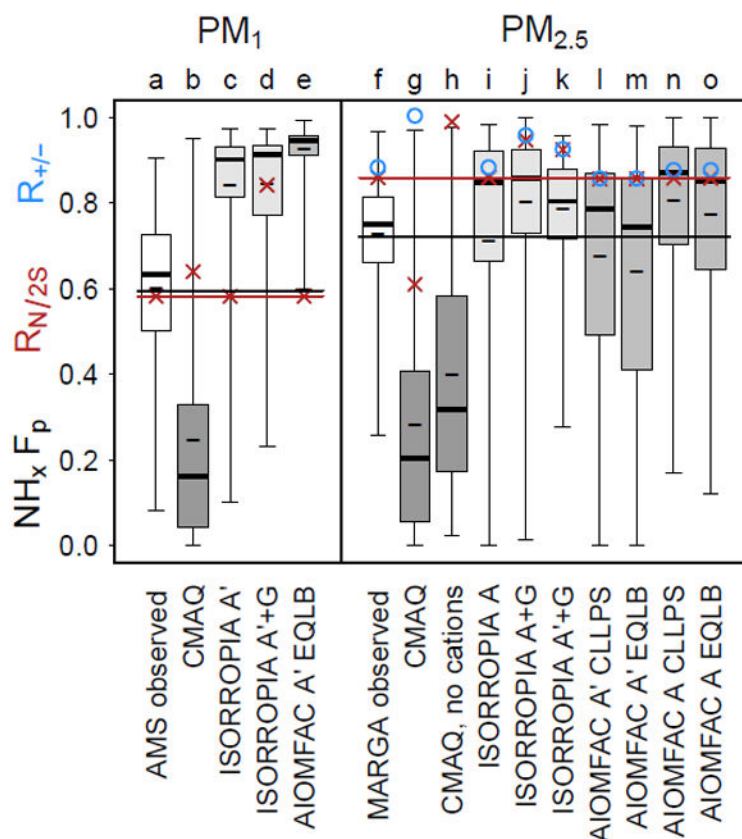 PM1
PM2.5
a b c d e f g h i j k l m n o
R+/-
RN/2S
NHx Fp
1.0
0.8
0.6
0.4
0.2
0.0
AMS observed
CMAQ
ISORROPIA A'
ISORROPIA A'+G
AIOMFAC A' EQLB
MARGA observed
CMAQ
CMAQ, no cations
ISORROPIA A
ISORROPIA A+G
ISORROPIA A'+G
AIOMFAC A' CLLPS
AIOMFAC A' EQLB
AIOMFAC A CLLPS
AIOMFAC A EQLB